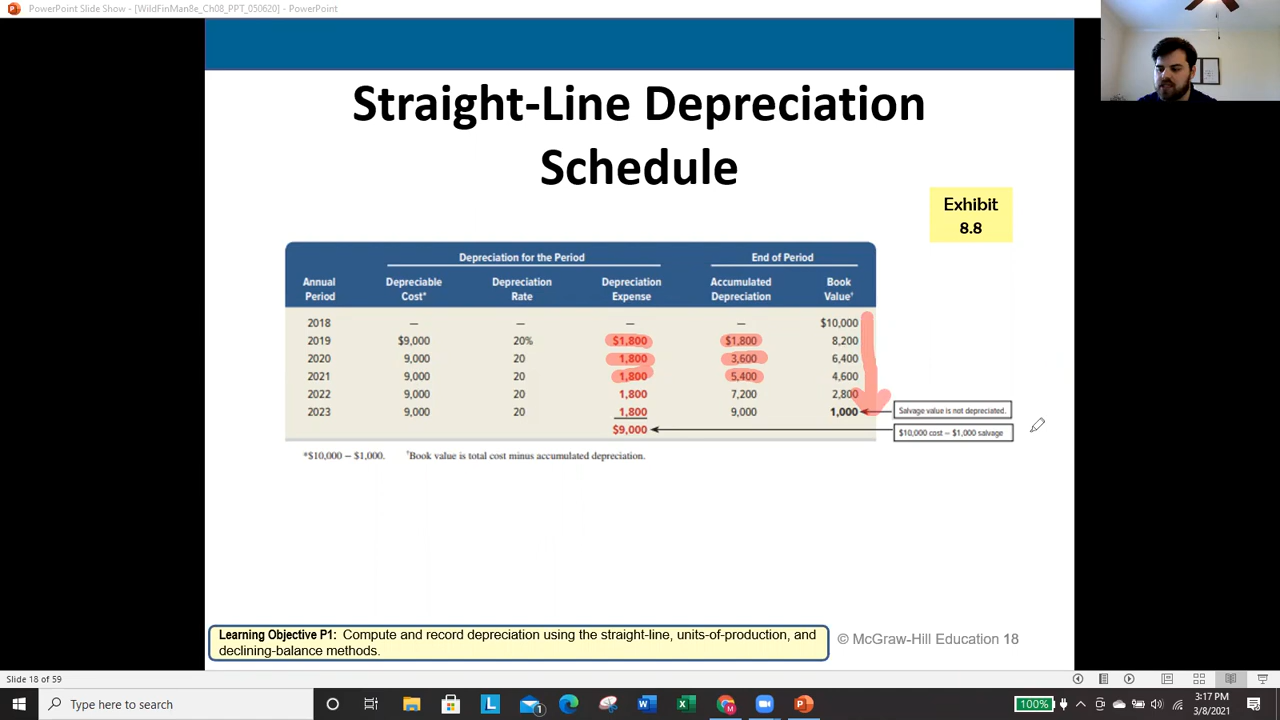 PowerPoint Slide Show - [WildFinMan8e_Ch08_PPT_050620] - PowerPoint
Straight-Line Depreciation
Schedule
Exhibit
8.8
Depreciation for the Period End of Period
Annual Depreciable Depreciation Depreciation Accumulated Book
Period Cost* Rate Expense Depreciation Value†
2018 — — — — $10,000
2019 $9,000 20% $1,800 $1,800 8,200
2020 9,000 20 1,800 3,600 6,400
2021 9,000 20 1,800 5,400 4,600
2022 9,000 20 1,800 7,200 2,800
2023 9,000 20 1,800 9,000 1,000 Salvage value is not depreciated.
$9,000 $10,000 cost – $1,000 salvage
*$10,000 – $1,000. †Book value is total cost minus accumulated depreciation.
Learning Objective P1: Compute and record depreciation using the straight-line, units-of-production, and
declining-balance methods.
© McGraw-Hill Education 18
Slide 18 of 59
Type here to search
100%
3:17 PM
3/8/2021